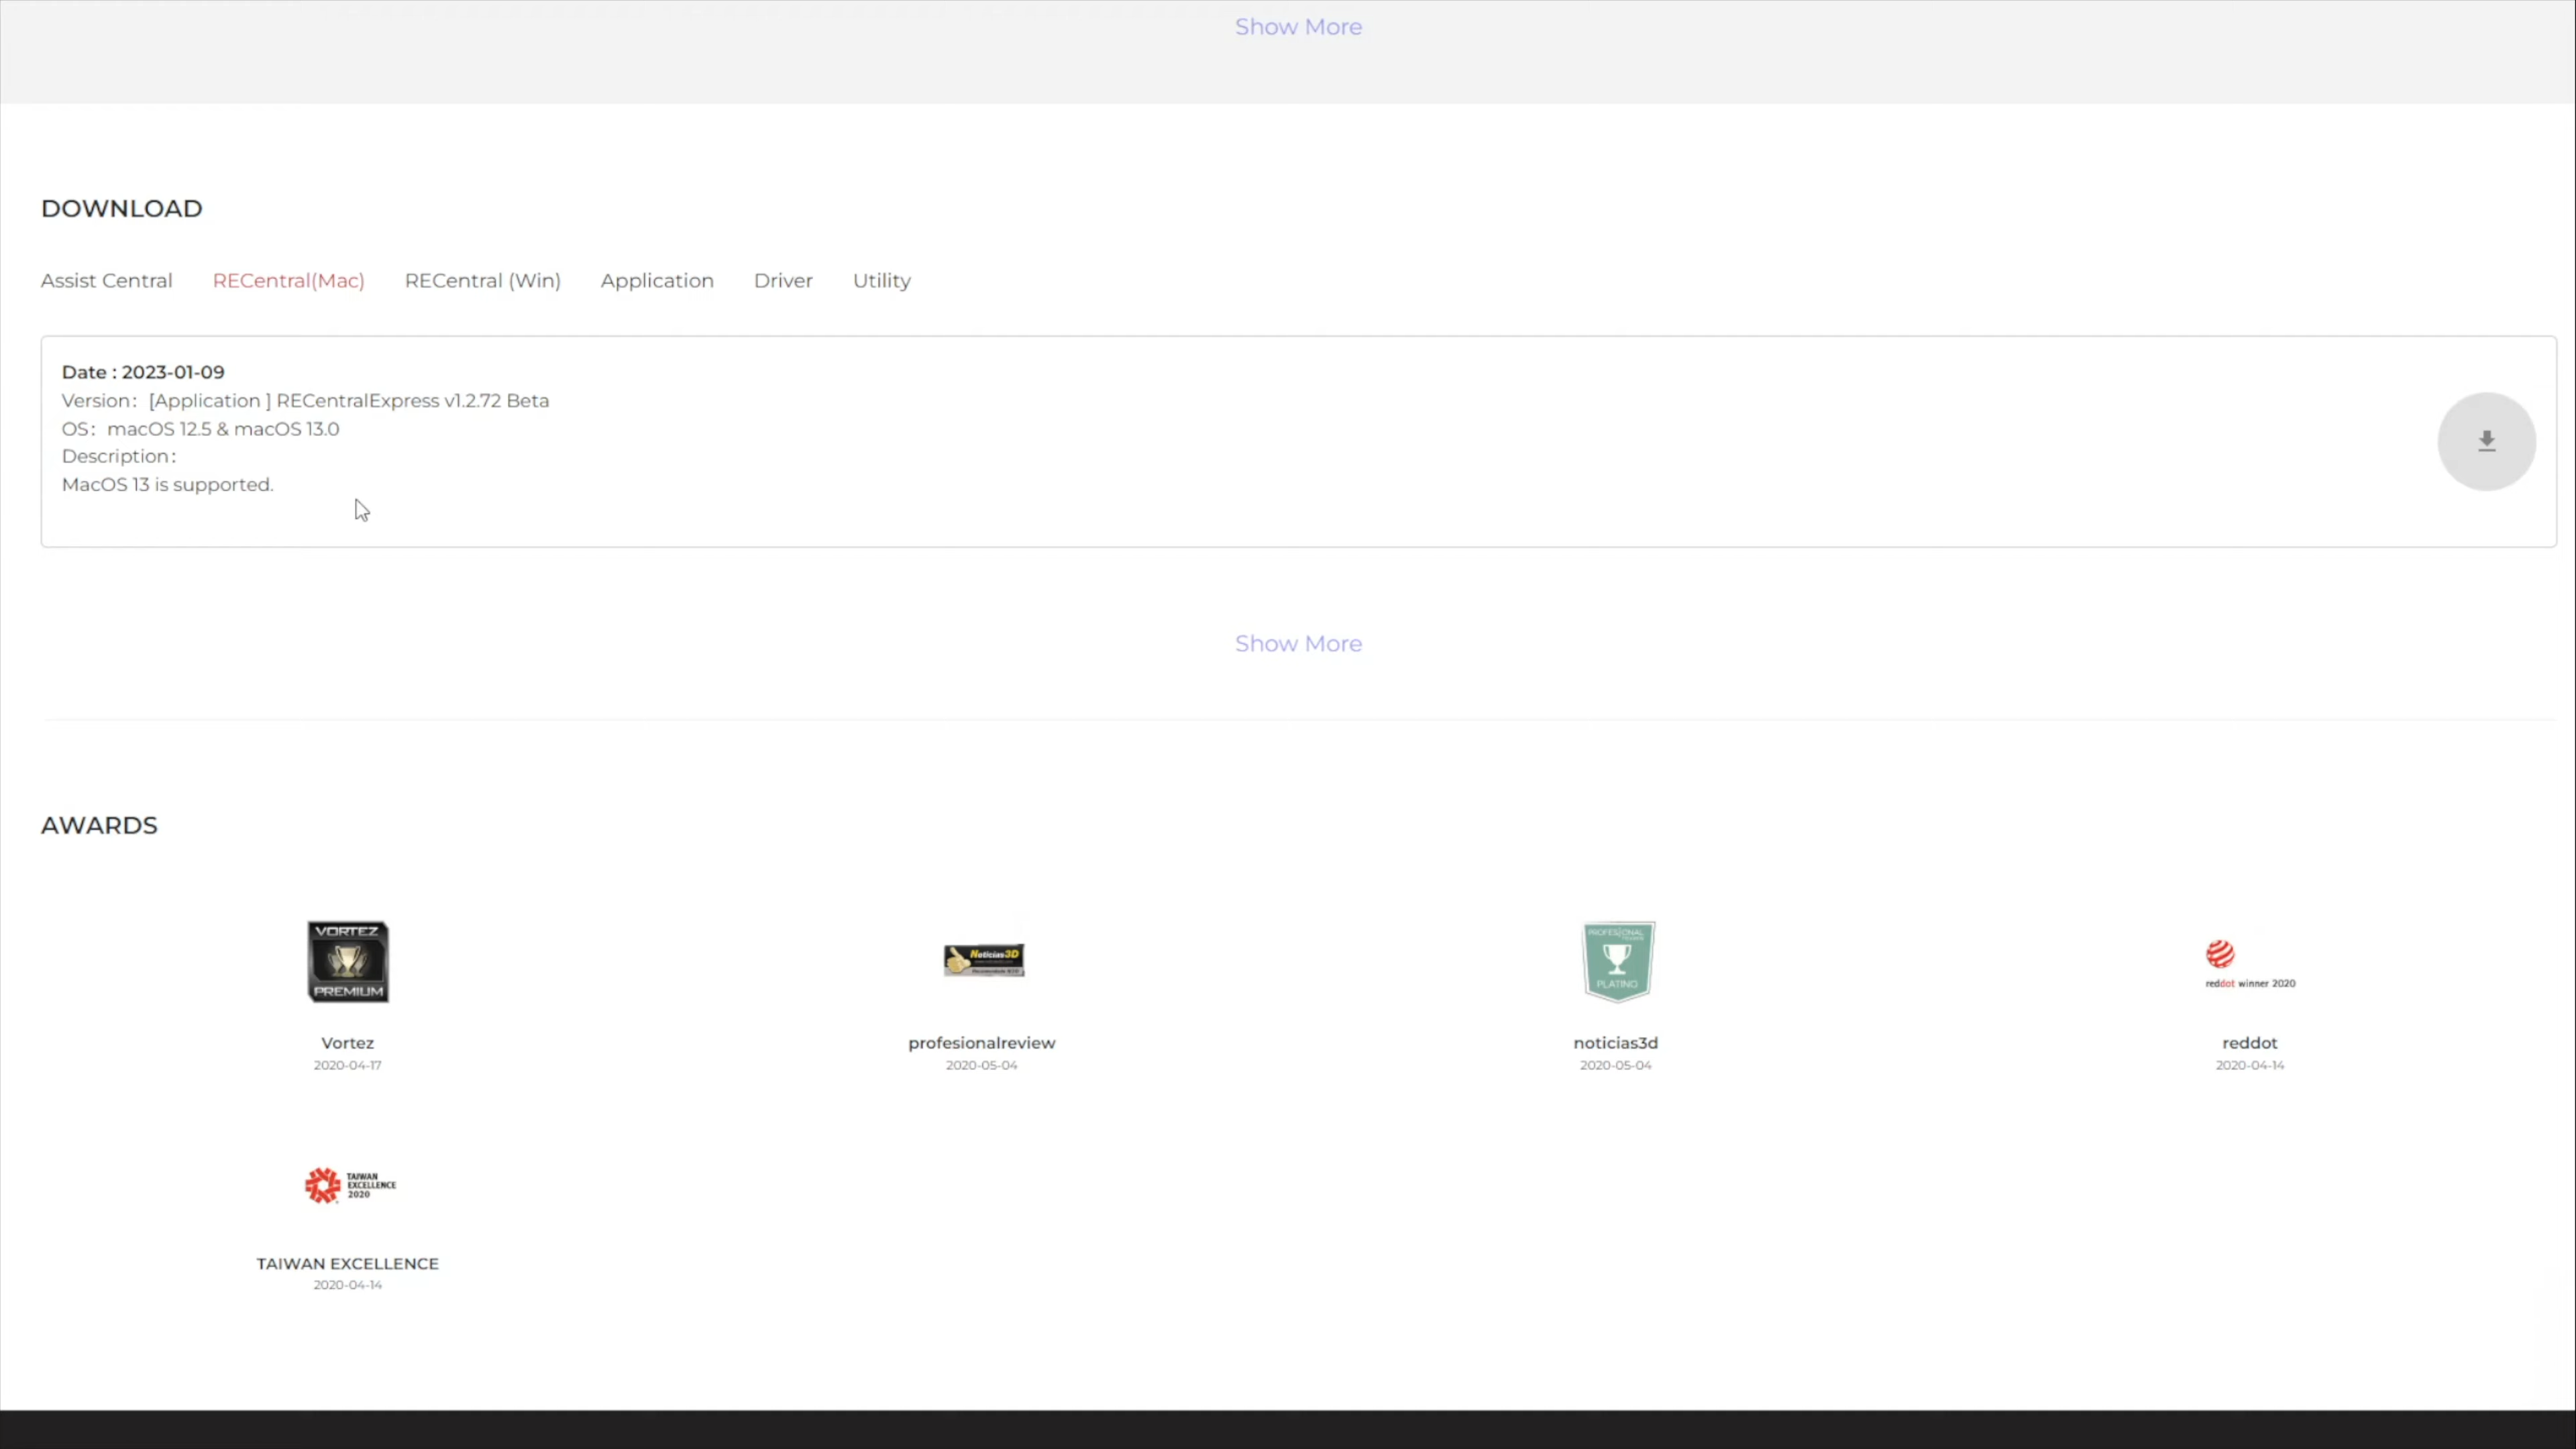 Show More
DOWNLOAD
Assist Central RECentral(Mac) RECentral (Win) Application Driver Utility
Date : 2023-01-09
Version: [Application ] RECentralExpress v1.2.72 Beta
OS: macOS 12.5 & macOS 13.0
Description:
MacOS 13 is supported.
Show More
AWARDS
VORTEZ
PREMIUM
Noticias3D
PROFESIONAL
PLATINO
reddot winner 2020
Vortez
profesionalreview
noticias3d
reddot
2020-04-17
2020-05-04
2020-05-04
2020-04-14
TAIWAN
EXCELLENCE
2020
TAIWAN EXCELLENCE
2020-04-14